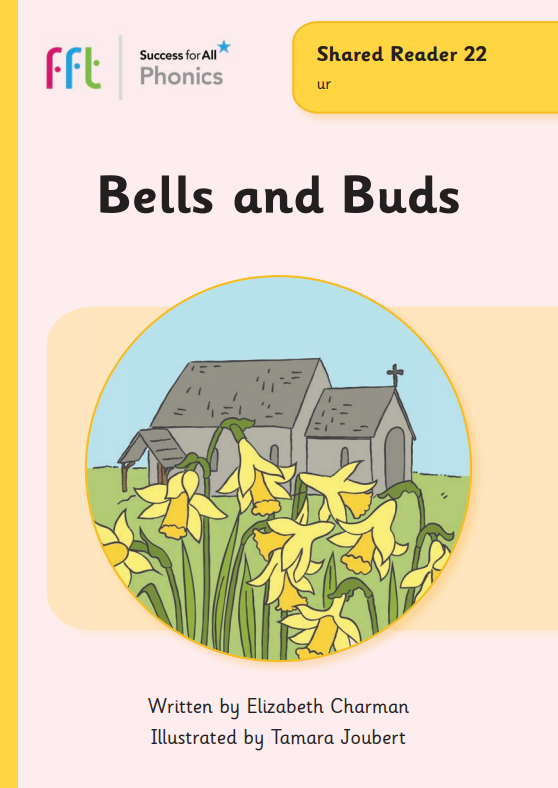 fft
Success for All
Phonics
Shared Reader 22
ur
Bells and Buds
Written by Elizabeth Charman
Illustrated by Tamara Joubert